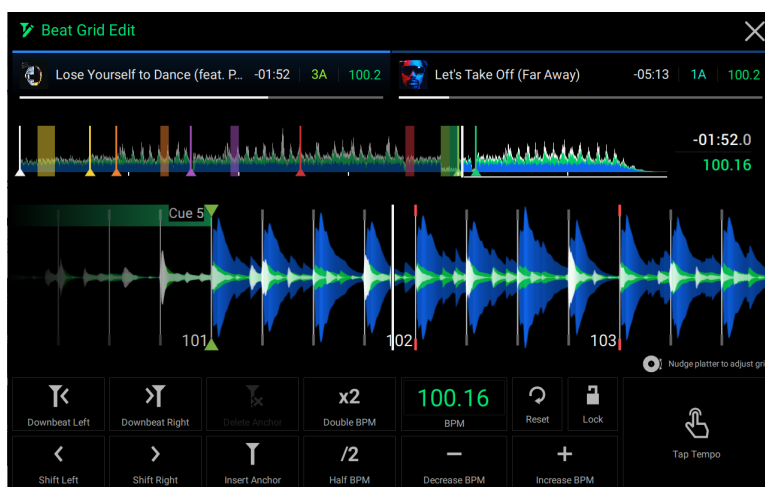 Beat Grid Edit
Lose Yourself to Dance (feat. P... -01:52 3A 100.2
Let's Take Off (Far Away) -05:13 1A 100.2
-01:52.0
100.16
Cue 5
101
102
103
Nudge platter to adjust gri
Downbeat Left
Downbeat Right
Delete Anchor
x2
Double BPM
100.16
BPM
Reset
Lock
Tap Tempo
Shift Left
Shift Right
Insert Anchor
/2
Half BPM
Decrease BPM
Increase BPM